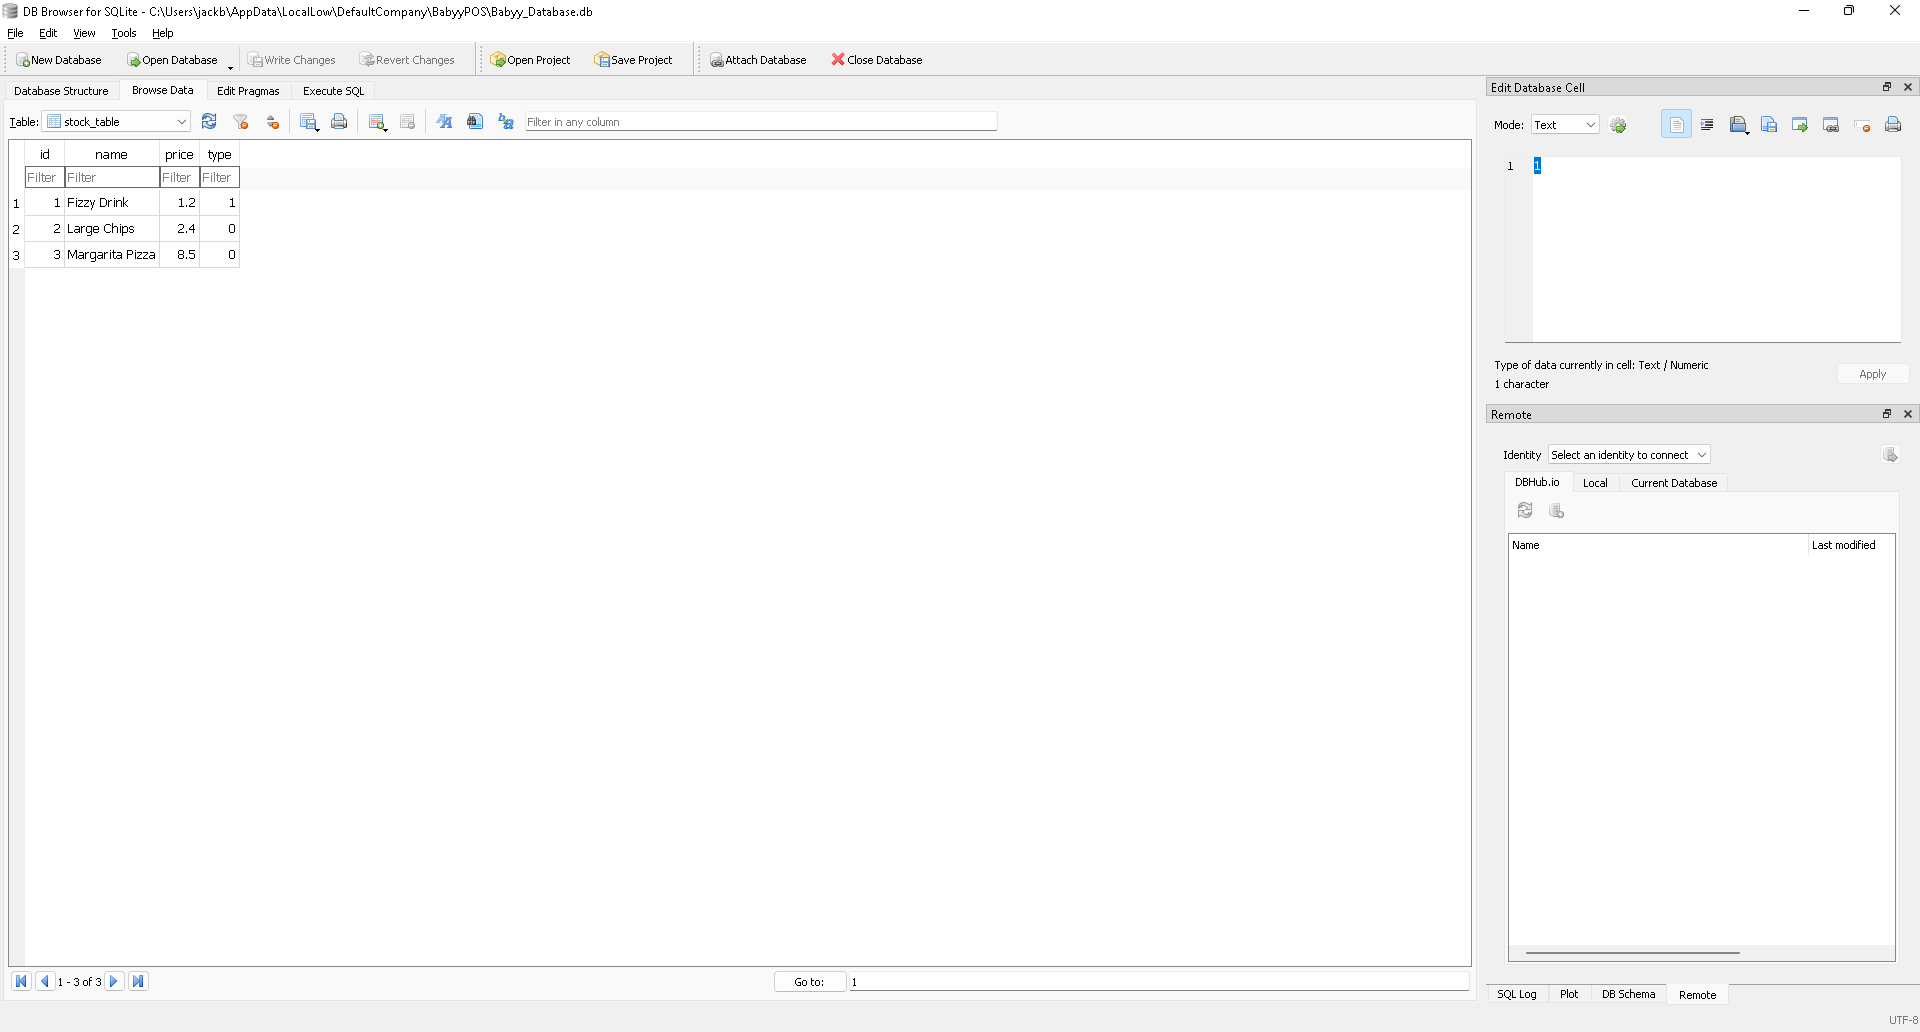 DB Browser for SQLite - C:\Users\jackb\AppData\LocalLow\DefaultCompany\BabyyPOS\Babyy_Database.db
File Edit View Tools Help
New Database Open Database Write Changes Revert Changes Open Project Save Project Attach Database Close Database
Database Structure Browse Data Edit Pragmas Execute SQL
Table: stock_table Filter in any column
id name price type
Filter Filter Filter Filter
1 1 Fizzy Drink 1.2 1
2 2 Large Chips 2.4 0
3 3 Margarita Pizza 8.5 0
1 - 3 of 3 Go to: 1
Edit Database Cell
Mode: Text
1 1
Type of data currently in cell: Text / Numeric
1 character
Apply
Remote
Identity Select an identity to connect
DBHub.io Local Current Database
Name Last modified
SQL Log Plot DB Schema Remote
UTF-8